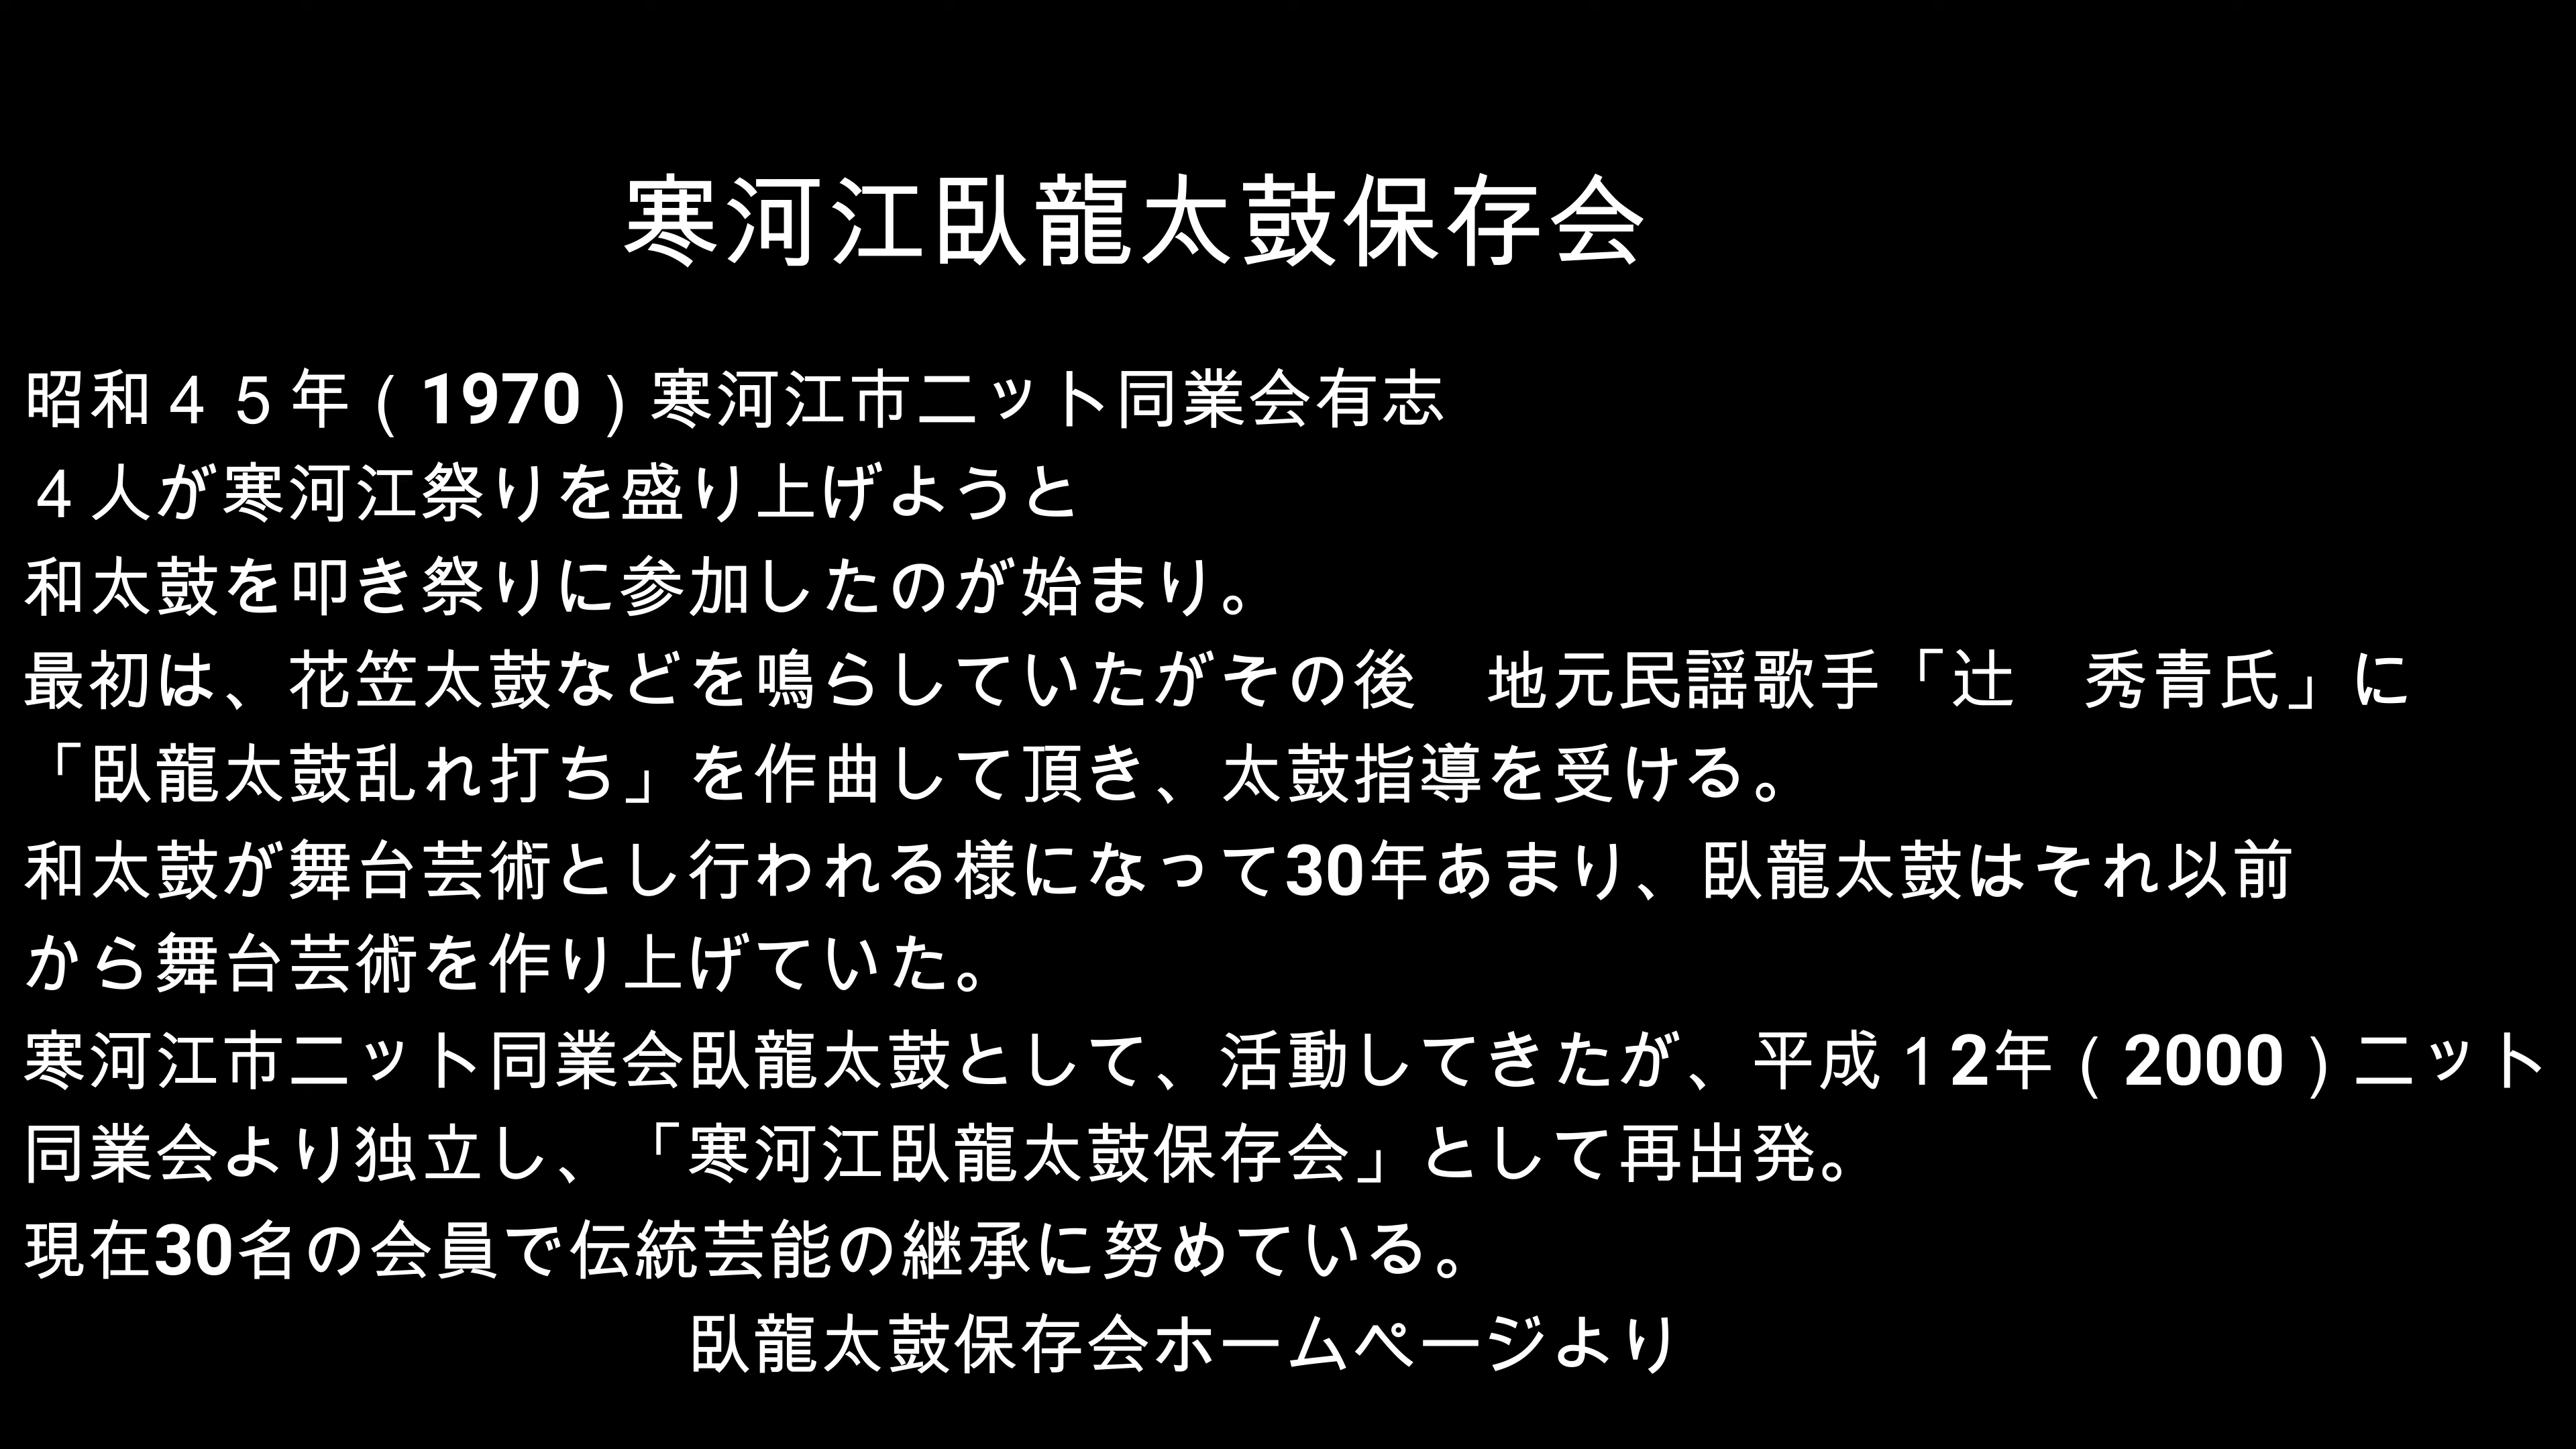 寒河江臥龍太鼓保存会
昭和４５年（1970）寒河江市ニット同業会有志
４人が寒河江祭りを盛り上げようと
和太鼓を叩き祭りに参加したのが始まり。
最初は、花笠太鼓などを鳴らしていたがその後　地元民謡歌手「辻　秀青氏」に
「臥龍太鼓乱れ打ち」を作曲して頂き、太鼓指導を受ける。
和太鼓が舞台芸術とし行われる様になって30年あまり、臥龍太鼓はそれ以前
から舞台芸術を作り上げていた。
寒河江市ニット同業会臥龍太鼓として、活動してきたが、平成１2年（2000）ニット
同業会より独立し、「寒河江臥龍太鼓保存会」として再出発。
現在30名の会員で伝統芸能の継承に努めている。
臥龍太鼓保存会ホームページより